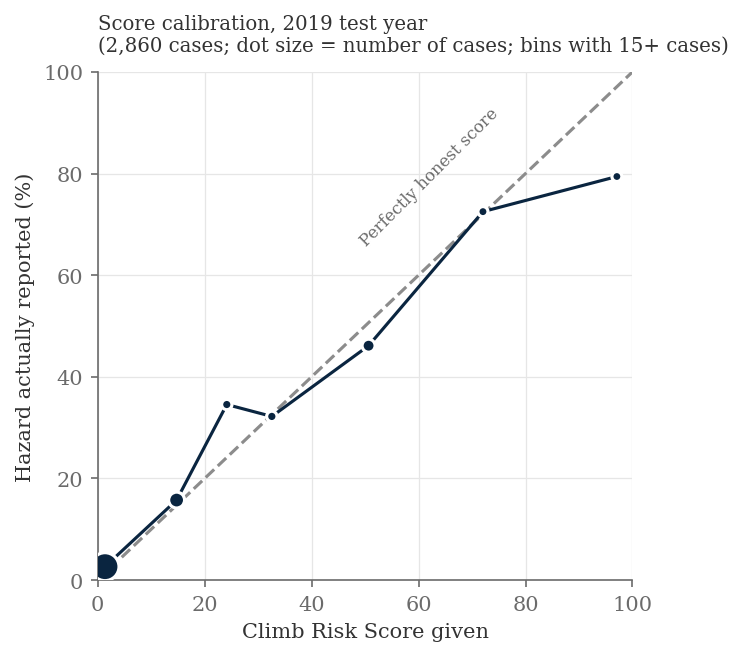 Score calibration, 2019 test year
(2,860 cases; dot size = number of cases; bins with 15+ cases)
100
80
60
40
20
0
Hazard actually reported (%)
Perfectly honest score
0 20 40 60 80 100
Climb Risk Score given